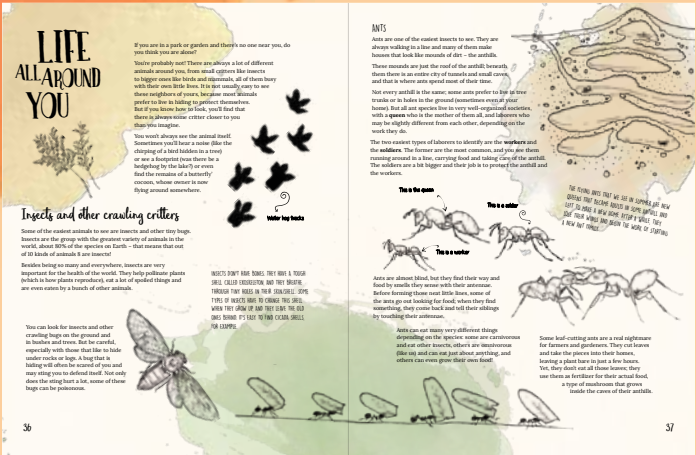 LIFE
ALL AROUND
YOU
If you are in a park or garden and there's no one near you, do
you think you are alone?
You're probably not! There are always a lot of different
animals around you, from small critters like insects
to bigger ones like birds and mammals, all of them busy
with their own little lives. It is not usually easy to see
these neighbors of yours, because most animals
prefer to live in hiding to protect themselves.
But if you know how to look, you'll find that
there is always some critter closer to you
than you imagine.
You won't always see the animal itself.
Sometimes you'll hear a noise (like the
chirping of a bird hidden in a tree)
or see a footprint (was there a
hedgehog by the lake?) or even
find the remains of a butterfly'
cocoon, whose owner is now
flying around somewhere.
Water hog tracks
Insects and other crawling critters
Some of the easiest animals to see are insects and other tiny bugs.
Insects are the group with the greatest variety of animals in the
world, about 80% of the species on Earth – that means that out
of 10 kinds of animals 8 are insects!
Besides being so many and everywhere, insects are very
important for the health of the world. They help pollinate plants
(which is how plants reproduce), eat a lot of spoiled things and
are even eaten by a bunch of other animals.
INSECTS DON'T HAVE BONES. THEY HAVE A TOUGH
SHELL CALLED EXOSKELETON AND THEY BREATHE
THROUGH TINY HOLES IN THEIR SKIN/SHELL. SOME
TYPES OF INSECTS HAVE TO CHANGE THIS SHELL
WHEN THEY GROW UP AND THEY LEAVE THE OLD
ONES BEHIND. IT'S EASY TO FIND CICADA SHELLS,
FOR EXAMPLE.
You can look for insects and other
crawling bugs on the ground and
in bushes and trees. But be careful,
especially with those that like to hide
under rocks or logs. A bug that is
hiding will often be scared of you and
may sting you to defend itself. Not only
does the sting hurt a lot, some of these
bugs can be poisonous.
36
ANTS
Ants are one of the easiest insects to see. They are
always walking in a line and many of them make
houses that look like mounds of dirt – the anthills.
These mounds are just the roof of the anthill; beneath
them there is an entire city of tunnels and small caves,
and that is where ants spend most of their time.
Not every anthill is the same; some ants prefer to live in tree
trunks or in holes in the ground (sometimes even at your
home). But all ant species live in very well-organized societies,
with a queen who is the mother of them all, and laborers who
may be slightly different from each other, depending on the
work they do.
The two easiest types of laborers to identify are the workers and
the soldiers. The former are the most common, and you see them
running around in a line, carrying food and taking care of the anthill.
The soldiers are a bit bigger and their job is to protect the anthill and
the workers.
This is the queen
This is a soldier
This is a worker
THE FLYING ANTS THAT WE SEE IN SUMMER ARE NEW
QUEENS THAT BECAME ADULTS IN SOME ANTHILLS AND
LEFT TO MAKE A NEW ONE. AFTER A WHILE, THEY
LOSE THEIR WINGS AND BEGIN THE WORK OF STARTING
A NEW ANT FAMILY.
Ants are almost blind, but they find their way and
food by smells they sense with their antennae.
Before forming those neat little lines, some of
the ants go out looking for food; when they find
something, they come back and tell their siblings
by touching their antennae.
Ants can eat many very different things
depending on the species: some are carnivorous
and eat other insects, others are omnivorous
(like us) and can eat just about anything, and
others can even grow their own food!
Some leaf-cutting ants are a real nightmare
for farmers and gardeners. They cut leaves
and take the pieces into their homes,
leaving a plant bare in just a few hours.
Yet, they don't eat all those leaves; they
use them as fertilizer for their actual food,
a type of mushroom that grows
inside the caves of their anthills.
37